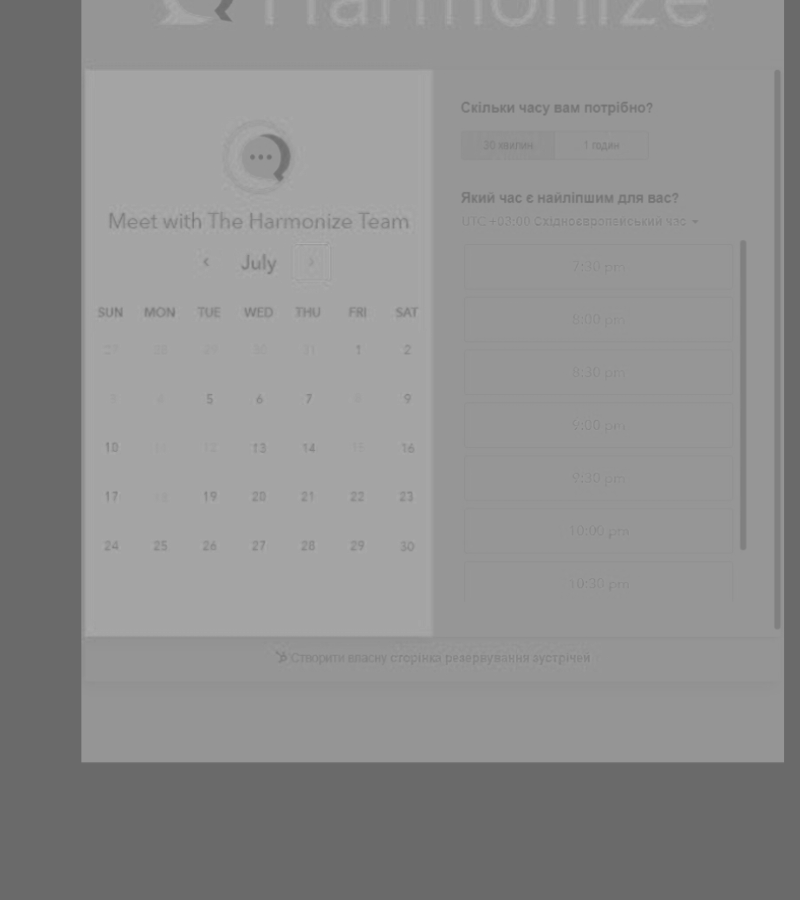 Harmonize
Meet with The Harmonize Team
July
SUN MON TUE WED THU FRI SAT
27 28 29 30 31 1 2
3 4 5 6 7 8 9
10 11 12 13 14 15 16
17 18 19 20 21 22 23
24 25 26 27 28 29 30
Скільки часу вам потрібно?
30 хвилин 1 годин
Який час є найліпшим для вас?
UTC +03:00 Східноєвропейський час
7:30 pm
8:00 pm
8:30 pm
9:00 pm
9:30 pm
10:00 pm
10:30 pm
Створити власну сторінка резервування зустрічей